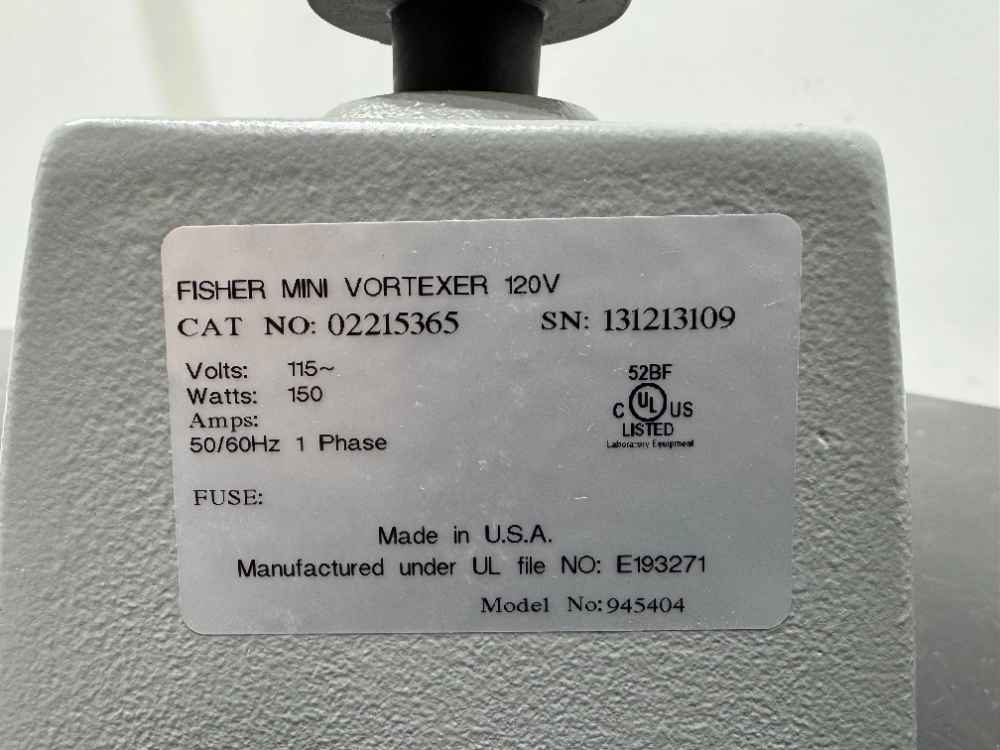 FISHER MINI VORTEXER 120V
CAT NO: 02215365 SN: 131213109
Volts: 115~
Watts: 150
Amps:
50/60Hz 1 Phase
52BF
C UL US
LISTED
Laboratory Equipment
FUSE:
Made in U.S.A.
Manufactured under UL file NO: E193271
Model No: 945404